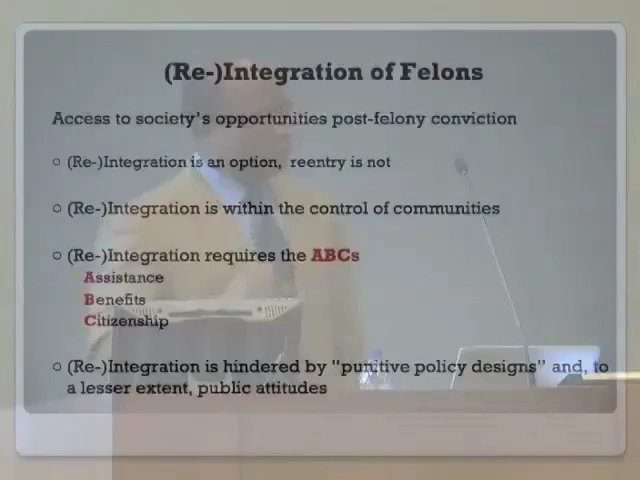 (Re-)Integration of Felons
Access to society's opportunities post-felony conviction
○ (Re-)Integration is an option, reentry is not
○ (Re-)Integration is within the control of communities
○ (Re-)Integration requires the ABCs
Assistance
Benefits
Citizenship
○ (Re-)Integration is hindered by "punitive policy designs" and, to
a lesser extent, public attitudes